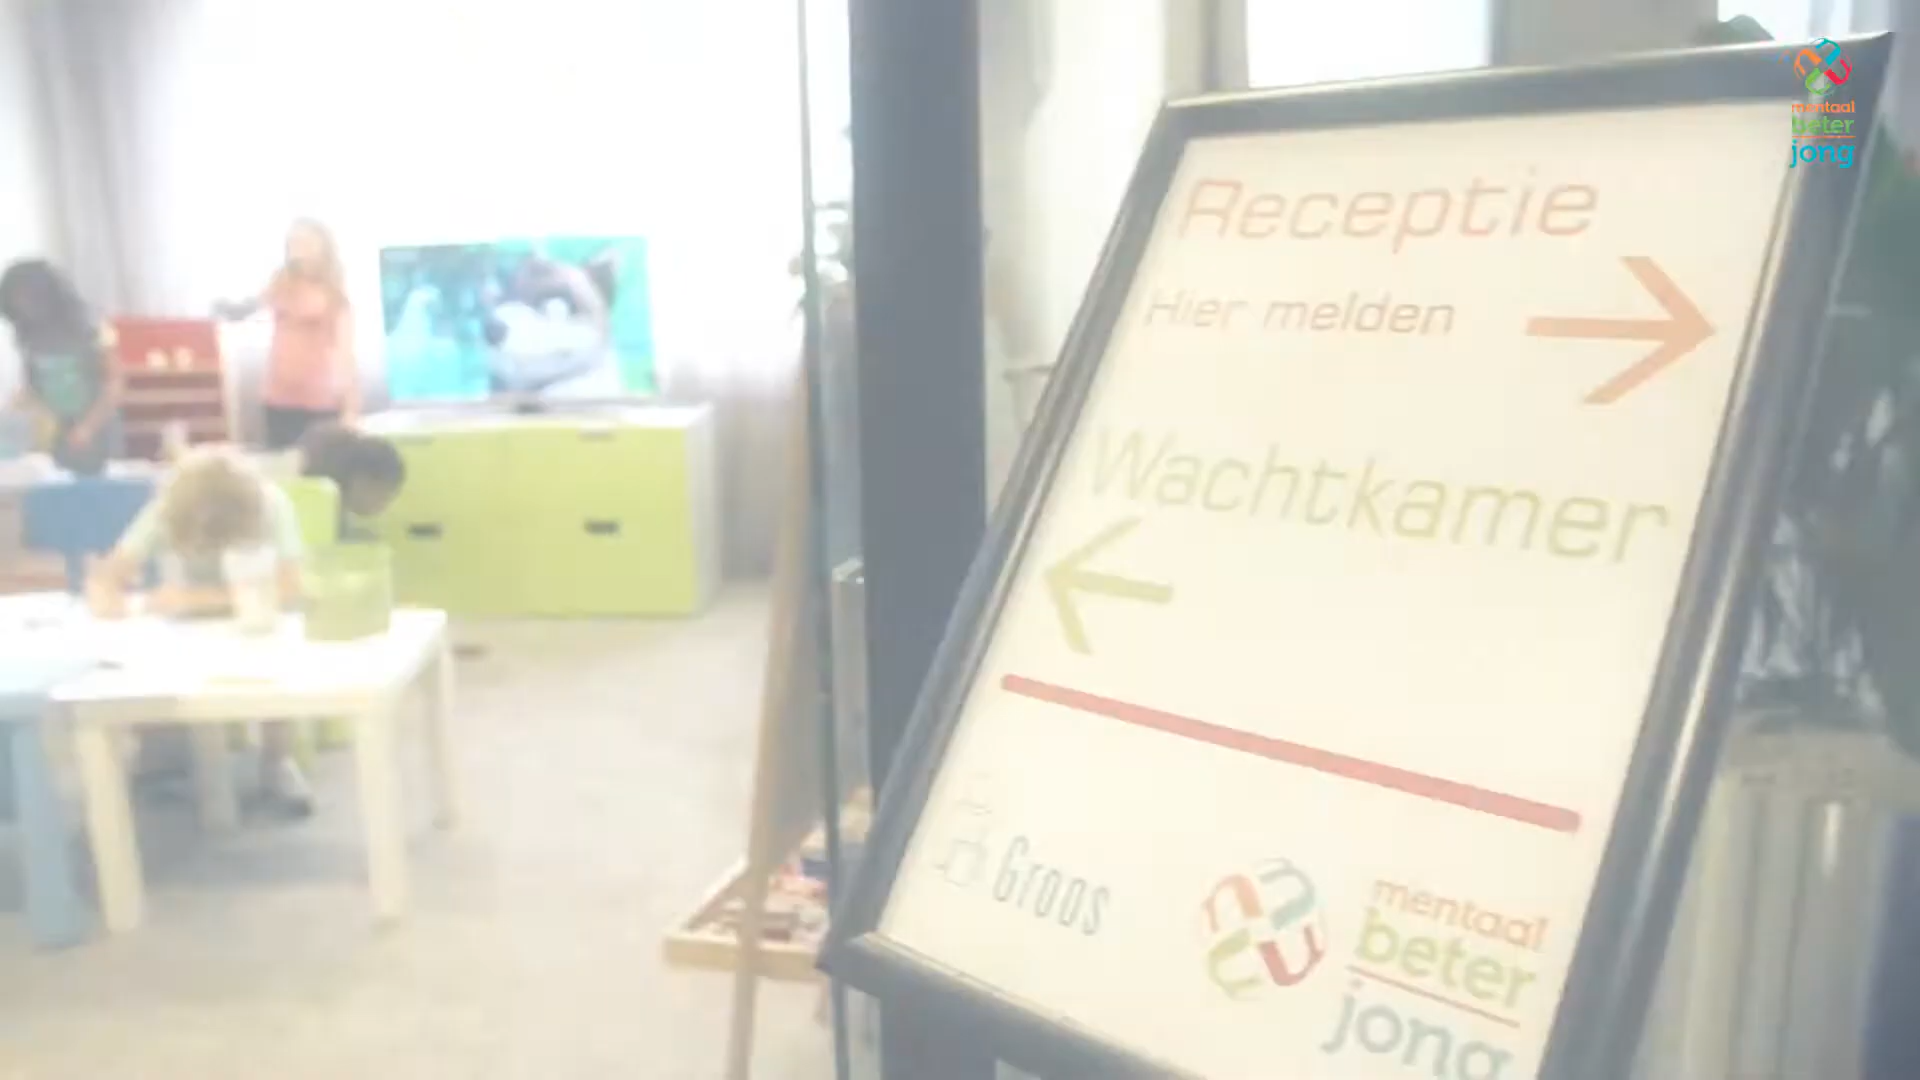 Receptie
Hier melden
Wachtkamer
Groos
mentaal
beter
jong
mentaal
beter
jong